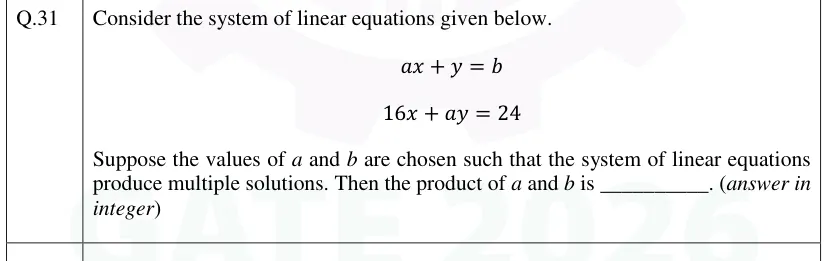 Q.31 Consider the system of linear equations given below.
ax + y = b
16x + ay = 24
Suppose the values of a and b are chosen such that the system of linear equations
produce multiple solutions. Then the product of a and b is __________. (answer in
integer)
GATE 2026